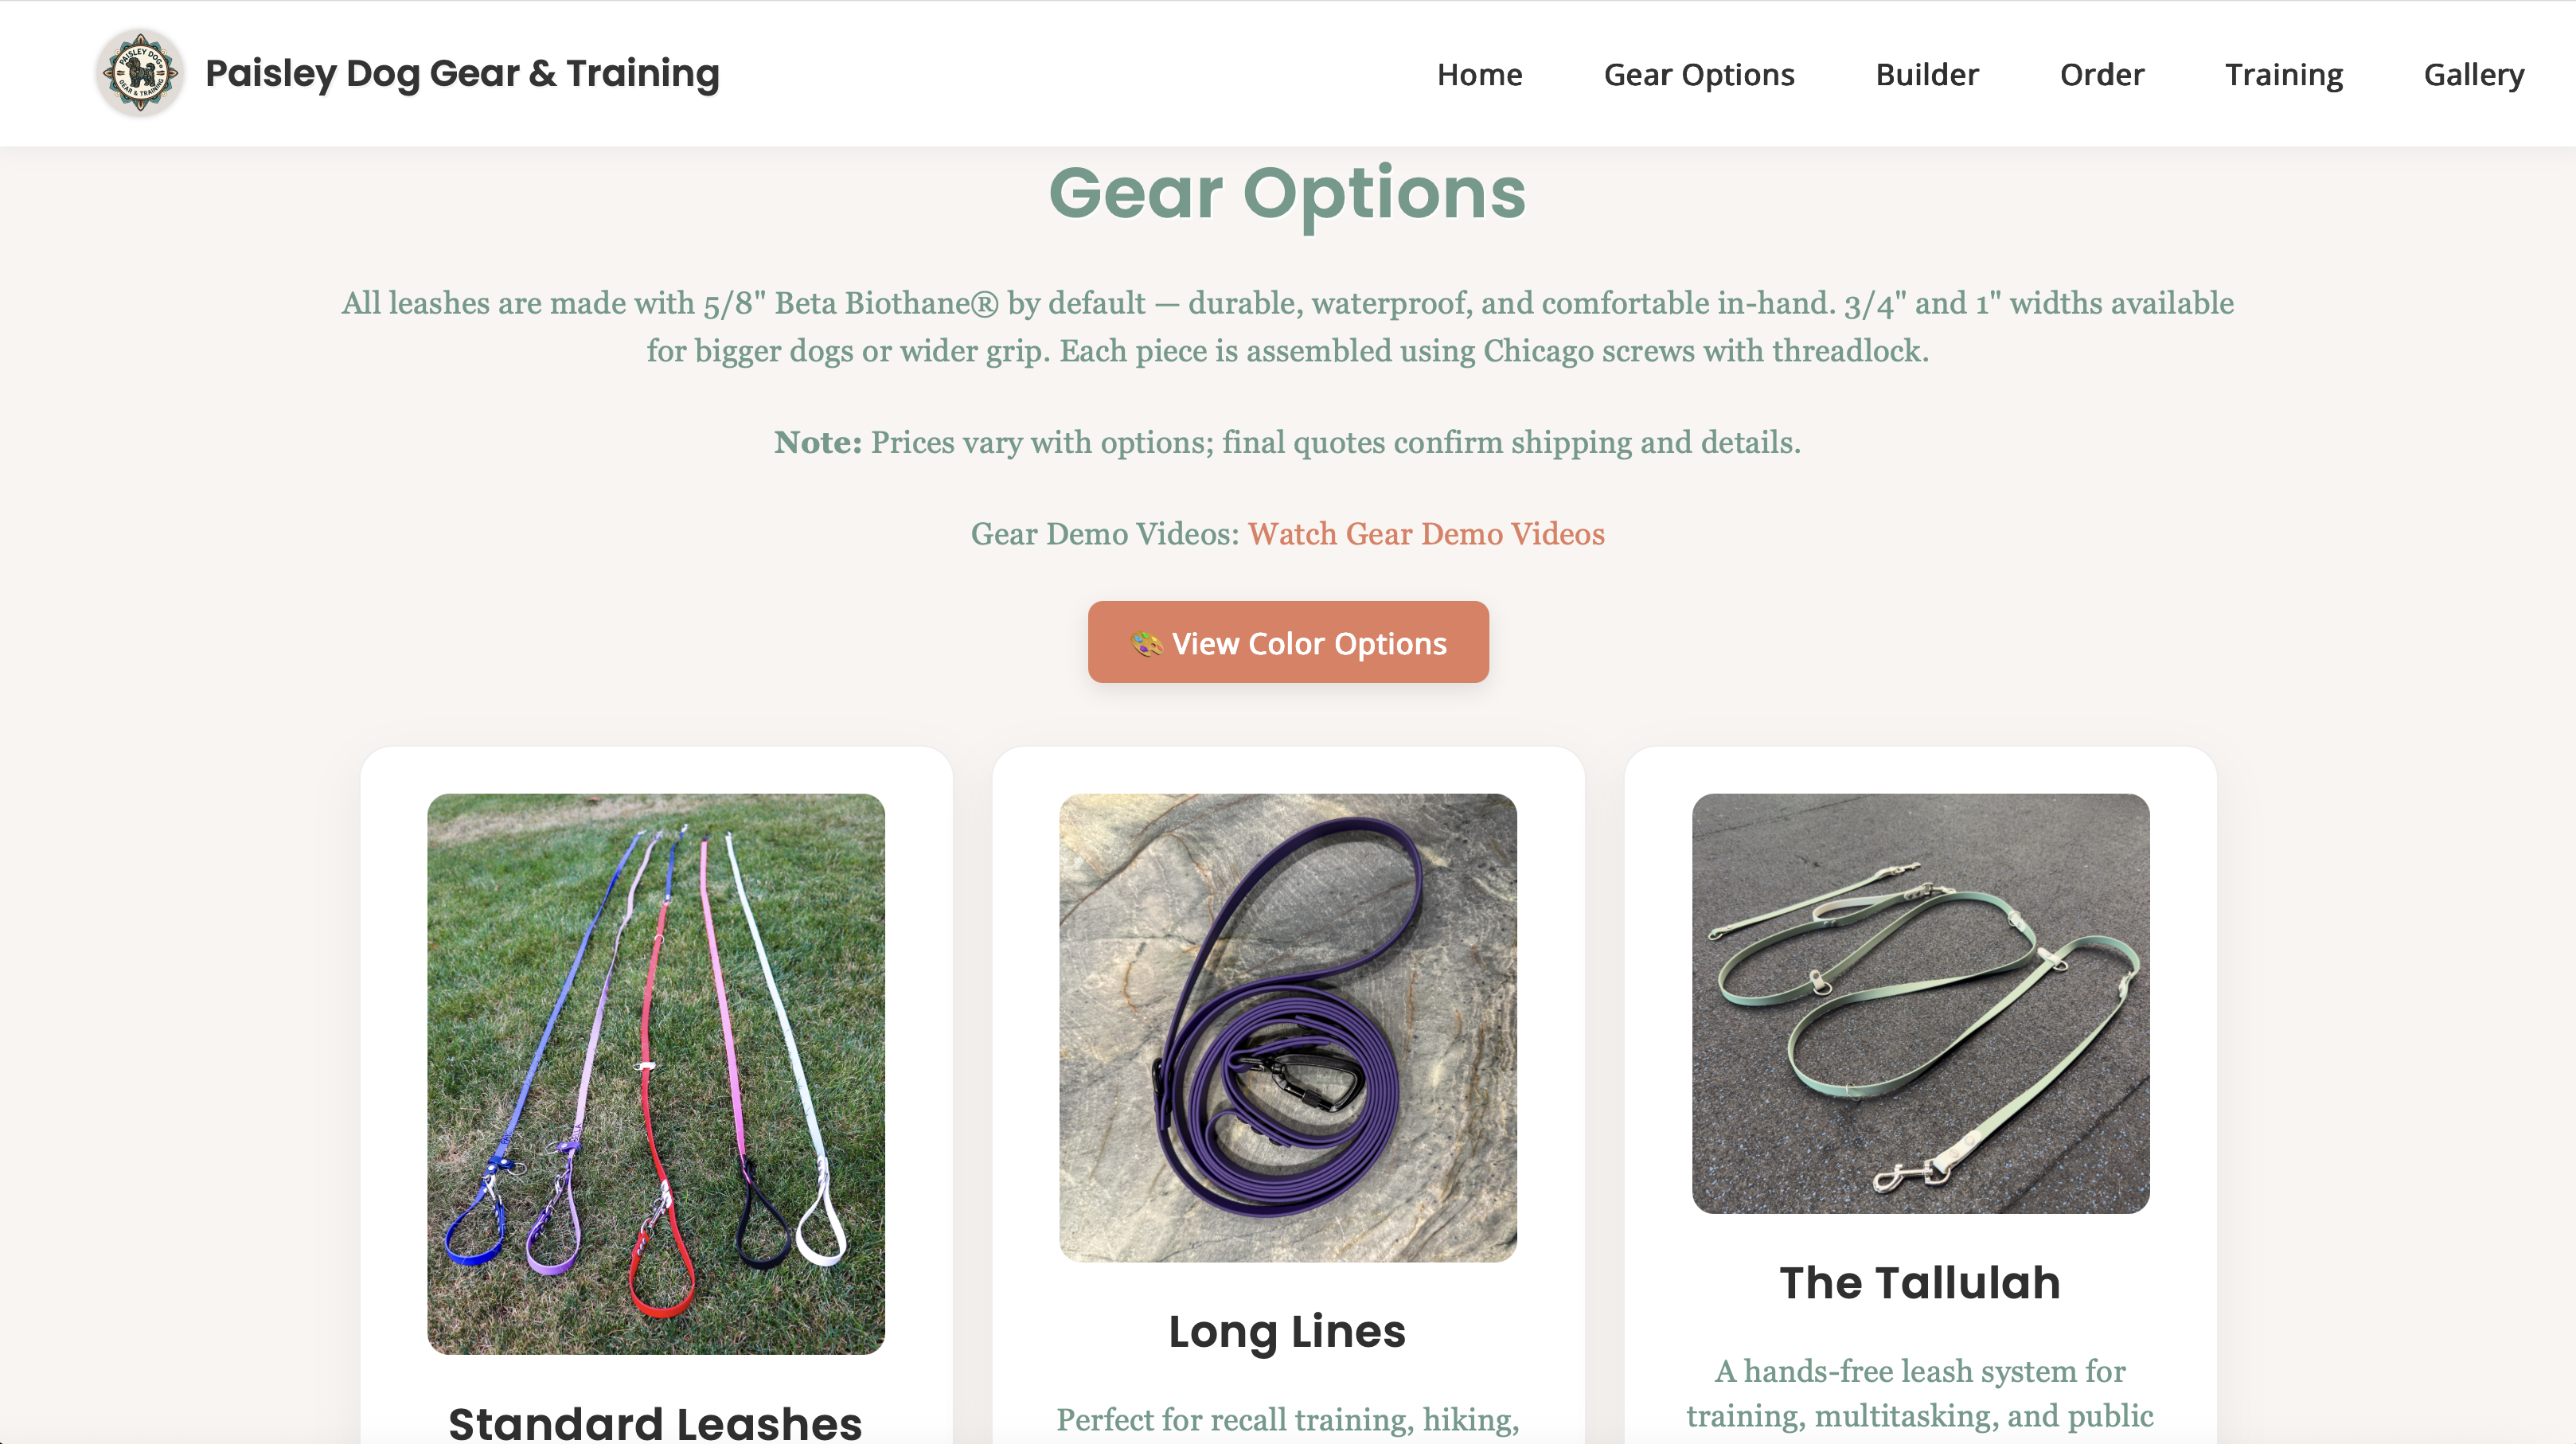 PAISLEY DOG
GEAR & TRAINING
Paisley Dog Gear & Training
Home
Gear Options
Builder
Order
Training
Gallery
Gear Options
All leashes are made with 5/8" Beta Biothane® by default — durable, waterproof, and comfortable in-hand. 3/4" and 1" widths available
for bigger dogs or wider grip. Each piece is assembled using Chicago screws with threadlock.
Note: Prices vary with options; final quotes confirm shipping and details.
Gear Demo Videos: Watch Gear Demo Videos
🎨 View Color Options
Standard Leashes
Long Lines
Perfect for recall training, hiking,
The Tallulah
A hands-free leash system for
training, multitasking, and public